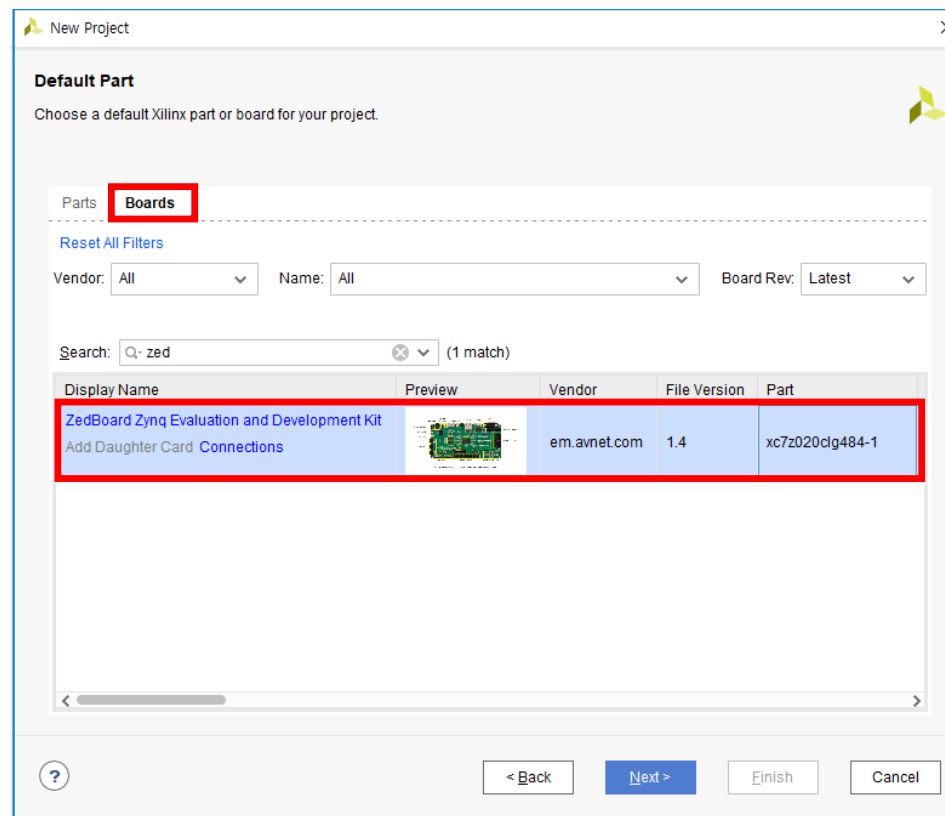 New Project
Default Part
Choose a default Xilinx part or board for your project.
Parts Boards
Reset All Filters
Vendor: All Name: All Board Rev: Latest
Search: zed (1 match)
Display Name Preview Vendor File Version Part
ZedBoard Zynq Evaluation and Development Kit
Add Daughter Card Connections
em.avnet.com 1.4 xc7z020clg484-1
? < Back Next > Finish Cancel